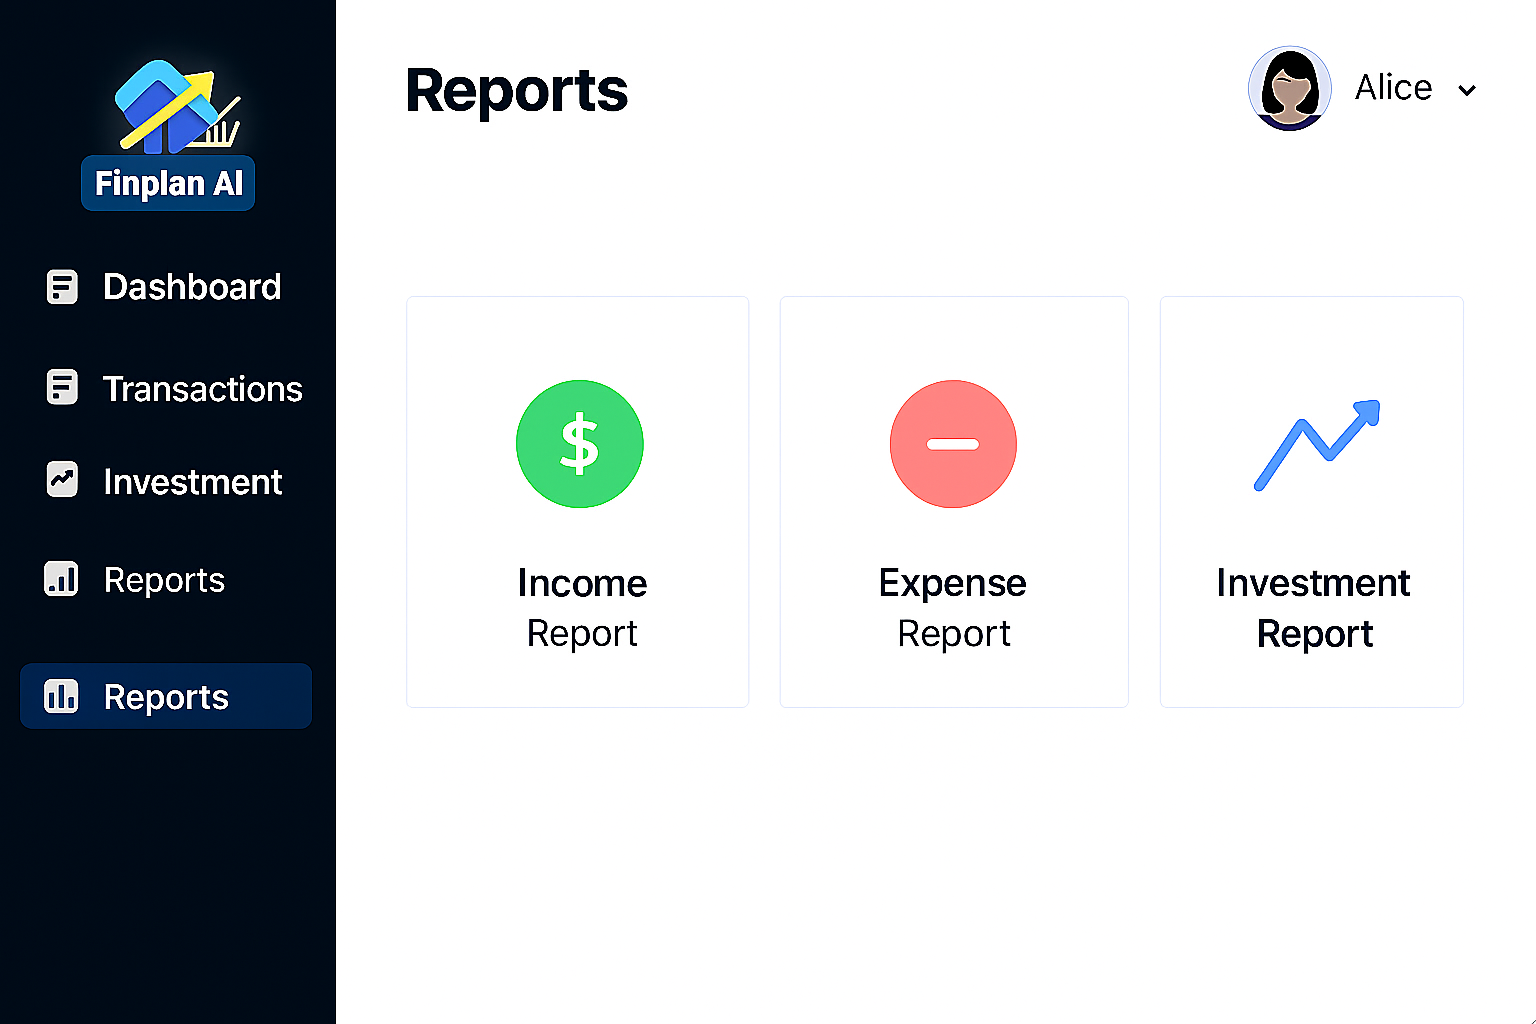 Finplan AI
Dashboard
Transactions
Investment
Reports
Reports
Reports
Alice
$
Income
Report
Expense
Report
Investment
Report